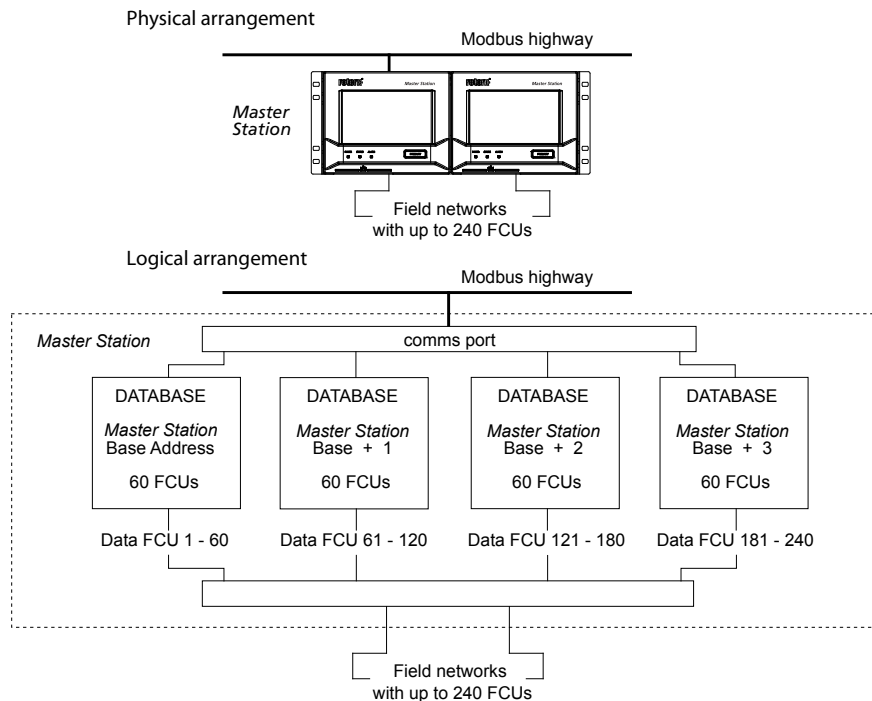 Physical arrangement
Modbus highway
rotork Master Station rotork Master Station
Master
Station
Field networks
with up to 240 FCUs
Logical arrangement
Modbus highway
Master Station
comms port
DATABASE DATABASE DATABASE DATABASE
Master Station Master Station Master Station Master Station
Base Address Base + 1 Base + 2 Base + 3
60 FCUs 60 FCUs 60 FCUs 60 FCUs
Data FCU 1 - 60 Data FCU 61 - 120 Data FCU 121 - 180 Data FCU 181 - 240
Field networks
with up to 240 FCUs